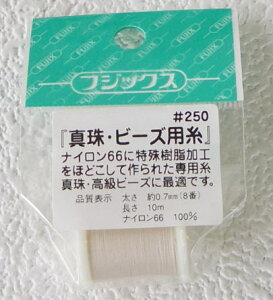 FUJIX
フジックス
#250
『真珠・ビーズ用糸』
ナイロン66に特殊樹脂加工
をほどこして作られた専用糸
真珠・高級ビーズに最適です。
品質表示 太さ 約0.7mm(8番)
長さ 10m
ナイロン66 100%